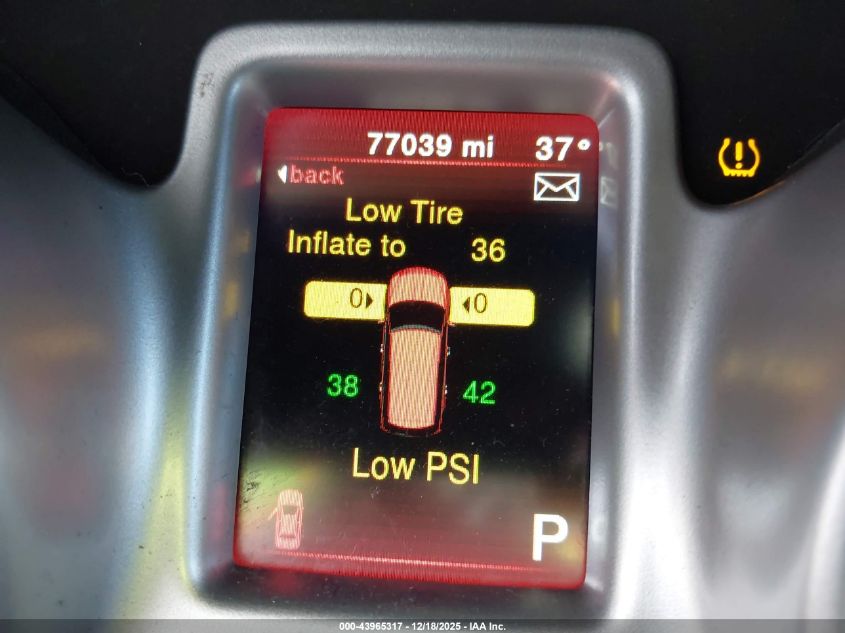 77039 mi 37°
back
Low Tire
Inflate to 36
0 0
38 42
Low PSI
P
000-43965317 - 12/18/2025 - IAA Inc.